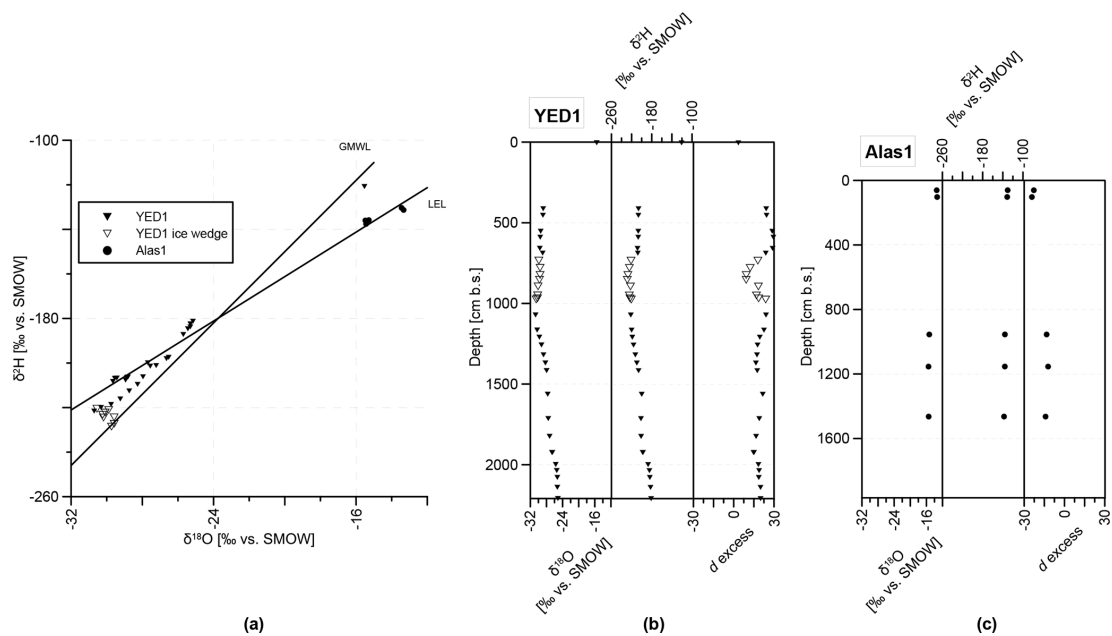 -100
GMWL
LEL
YED1
YED1 ice wedge
Alas1
-180
δ²H [‰ vs. SMOW]
-260
-32
-24
-16
δ¹⁸O [‰ vs. SMOW]
(a)
δ²H
[‰ vs. SMOW]
YED1
-260
-180
-100
0
500
1000
1500
2000
Depth [cm b.s.]
-32
-24
-16
-30
0
30
δ¹⁸O
[‰ vs. SMOW]
d excess
(b)
δ²H
[‰ vs. SMOW]
Alas1
-260
-180
-100
0
400
800
1200
1600
Depth [cm b.s.]
-32
-24
-16
-30
0
30
δ¹⁸O
[‰ vs. SMOW]
d excess
(c)